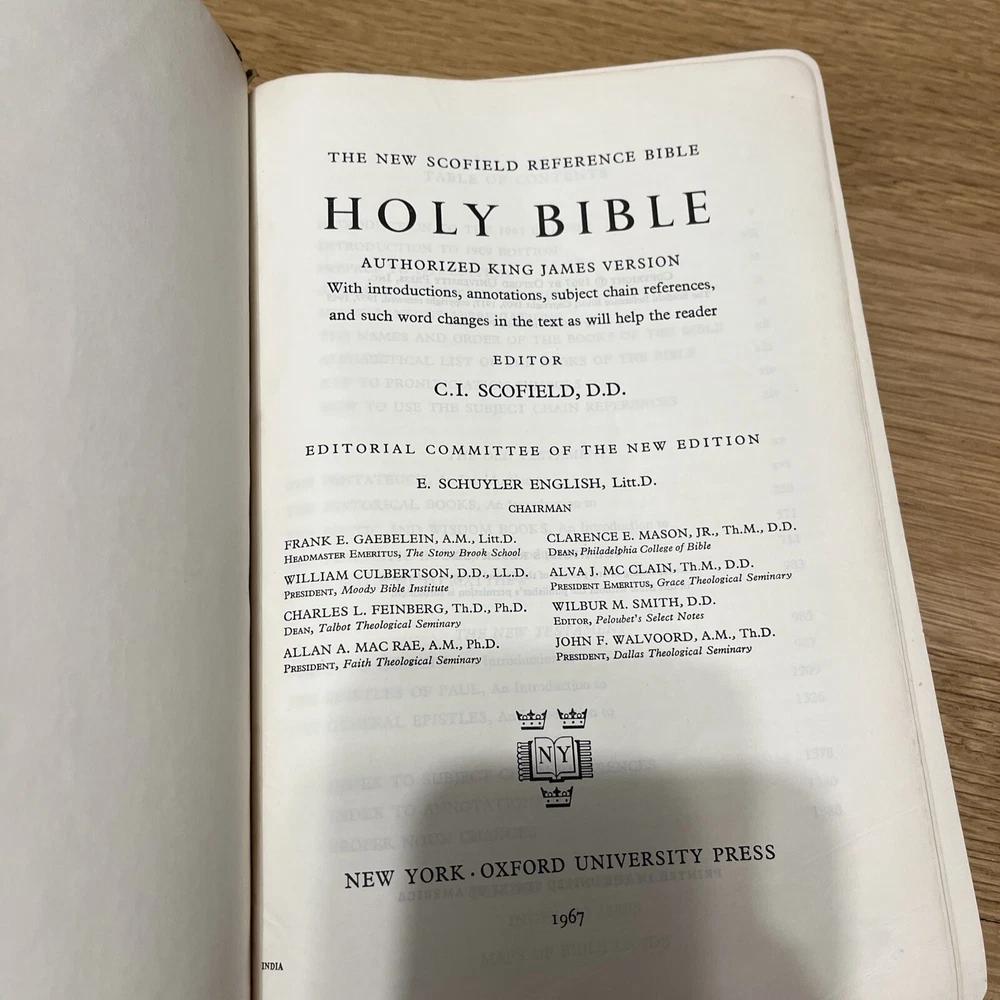 THE NEW SCOFIELD REFERENCE BIBLE
HOLY BIBLE
AUTHORIZED KING JAMES VERSION
With introductions, annotations, subject chain references,
and such word changes in the text as will help the reader
EDITOR
C.I. SCOFIELD, D.D.
EDITORIAL COMMITTEE OF THE NEW EDITION
E. SCHUYLER ENGLISH, Litt.D.
CHAIRMAN
FRANK E. GAEBELEIN, A.M., Litt.D.
HEADMASTER EMERITUS, The Stony Brook School
WILLIAM CULBERTSON, D.D., LL.D.
PRESIDENT, Moody Bible Institute
CHARLES L. FEINBERG, Th.D., Ph.D.
DEAN, Talbot Theological Seminary
ALLAN A. MAC RAE, A.M., Ph.D.
PRESIDENT, Faith Theological Seminary
CLARENCE E. MASON, JR., Th.M., D.D.
DEAN, Philadelphia College of Bible
ALVA J. MC CLAIN, Th.M., D.D.
PRESIDENT EMERITUS, Grace Theological Seminary
WILBUR M. SMITH, D.D.
EDITOR, Peloubet's Select Notes
JOHN F. WALVOORD, A.M., Th.D.
PRESIDENT, Dallas Theological Seminary
NY
NEW YORK · OXFORD UNIVERSITY PRESS
1967
INDIA